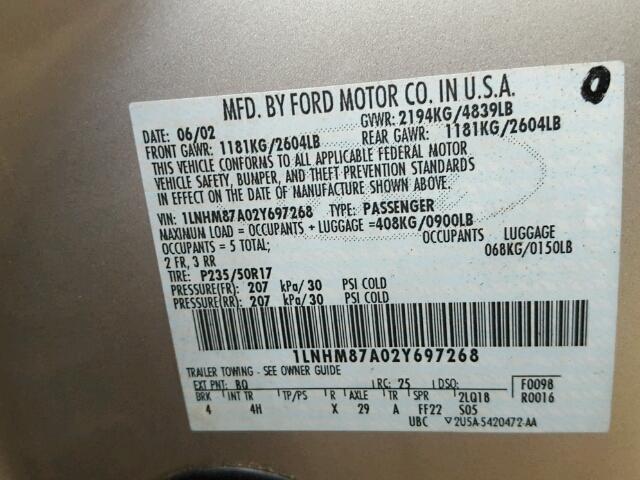 0
MFD. BY FORD MOTOR CO. IN U.S.A.
DATE: 06/02 GVWR: 2194KG/4839LB
FRONT GAWR: 1181KG/2604LB REAR GAWR: 1181KG/2604LB
THIS VEHICLE CONFORMS TO ALL APPLICABLE FEDERAL MOTOR
VEHICLE SAFETY, BUMPER, AND THEFT PREVENTION STANDARDS
IN EFFECT ON THE DATE OF MANUFACTURE SHOWN ABOVE.
VIN: 1LNHM87A02Y697268 TYPE: PASSENGER
MAXIMUM LOAD = OCCUPANTS + LUGGAGE = 408KG/0900LB
OCCUPANTS = 5 TOTAL; OCCUPANTS LUGGAGE
2 FR, 3 RR 068KG/0150LB
TIRE: P235/50R17
PRESSURE(FR): 207 kPa/30 PSI COLD
PRESSURE(RR): 207 kPa/30 PSI COLD
1LNHM87A02Y697268
TRAILER TOWING - SEE OWNER GUIDE
EXT PNT: BQ RC: 25 DSO: F0098
BRK INT TR TP/PS R AXLE TR SPR 2LQ18 R0016
4 4H X 29 A FF22 S05
UBC ▽2U5A-5420472-AA